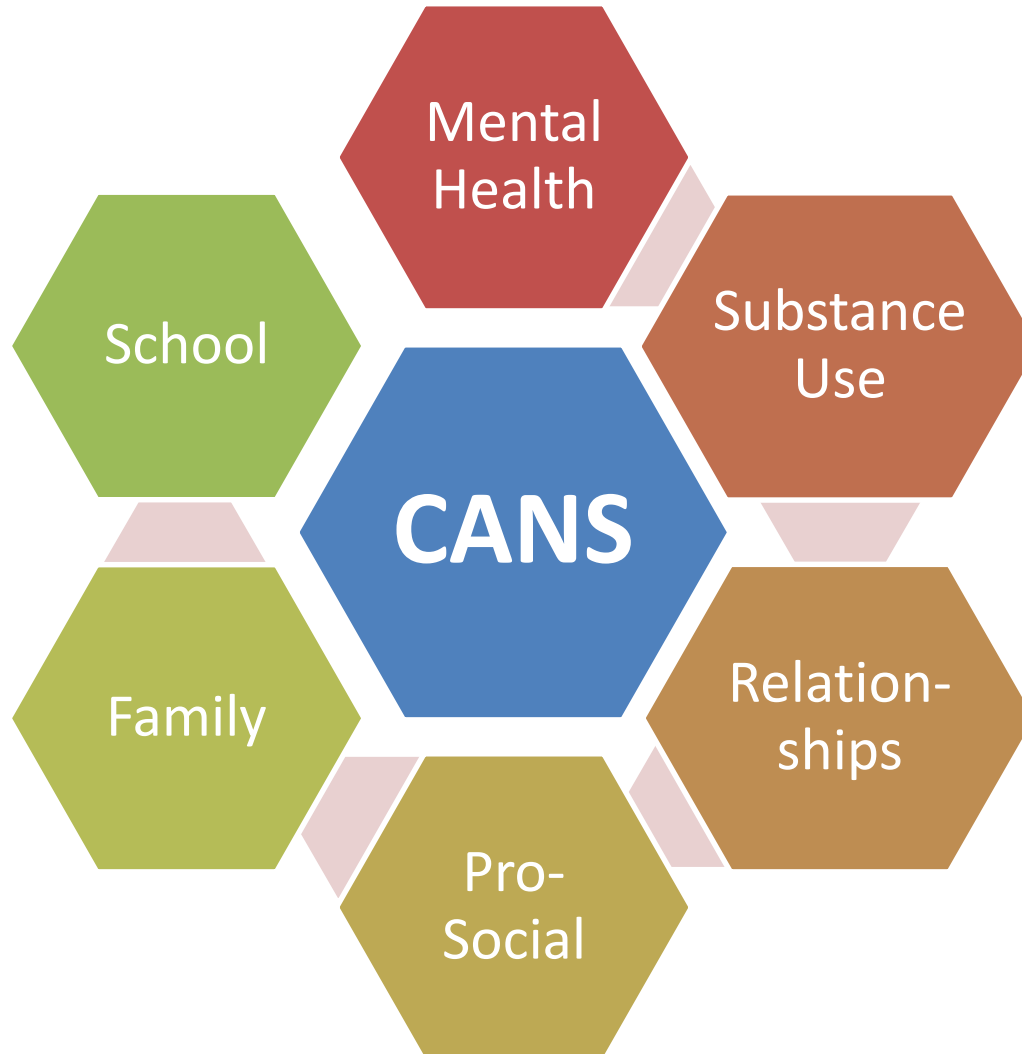 Mental
Health
Substance
Use
School
CANS
Relation-
ships
Family
Pro-
Social